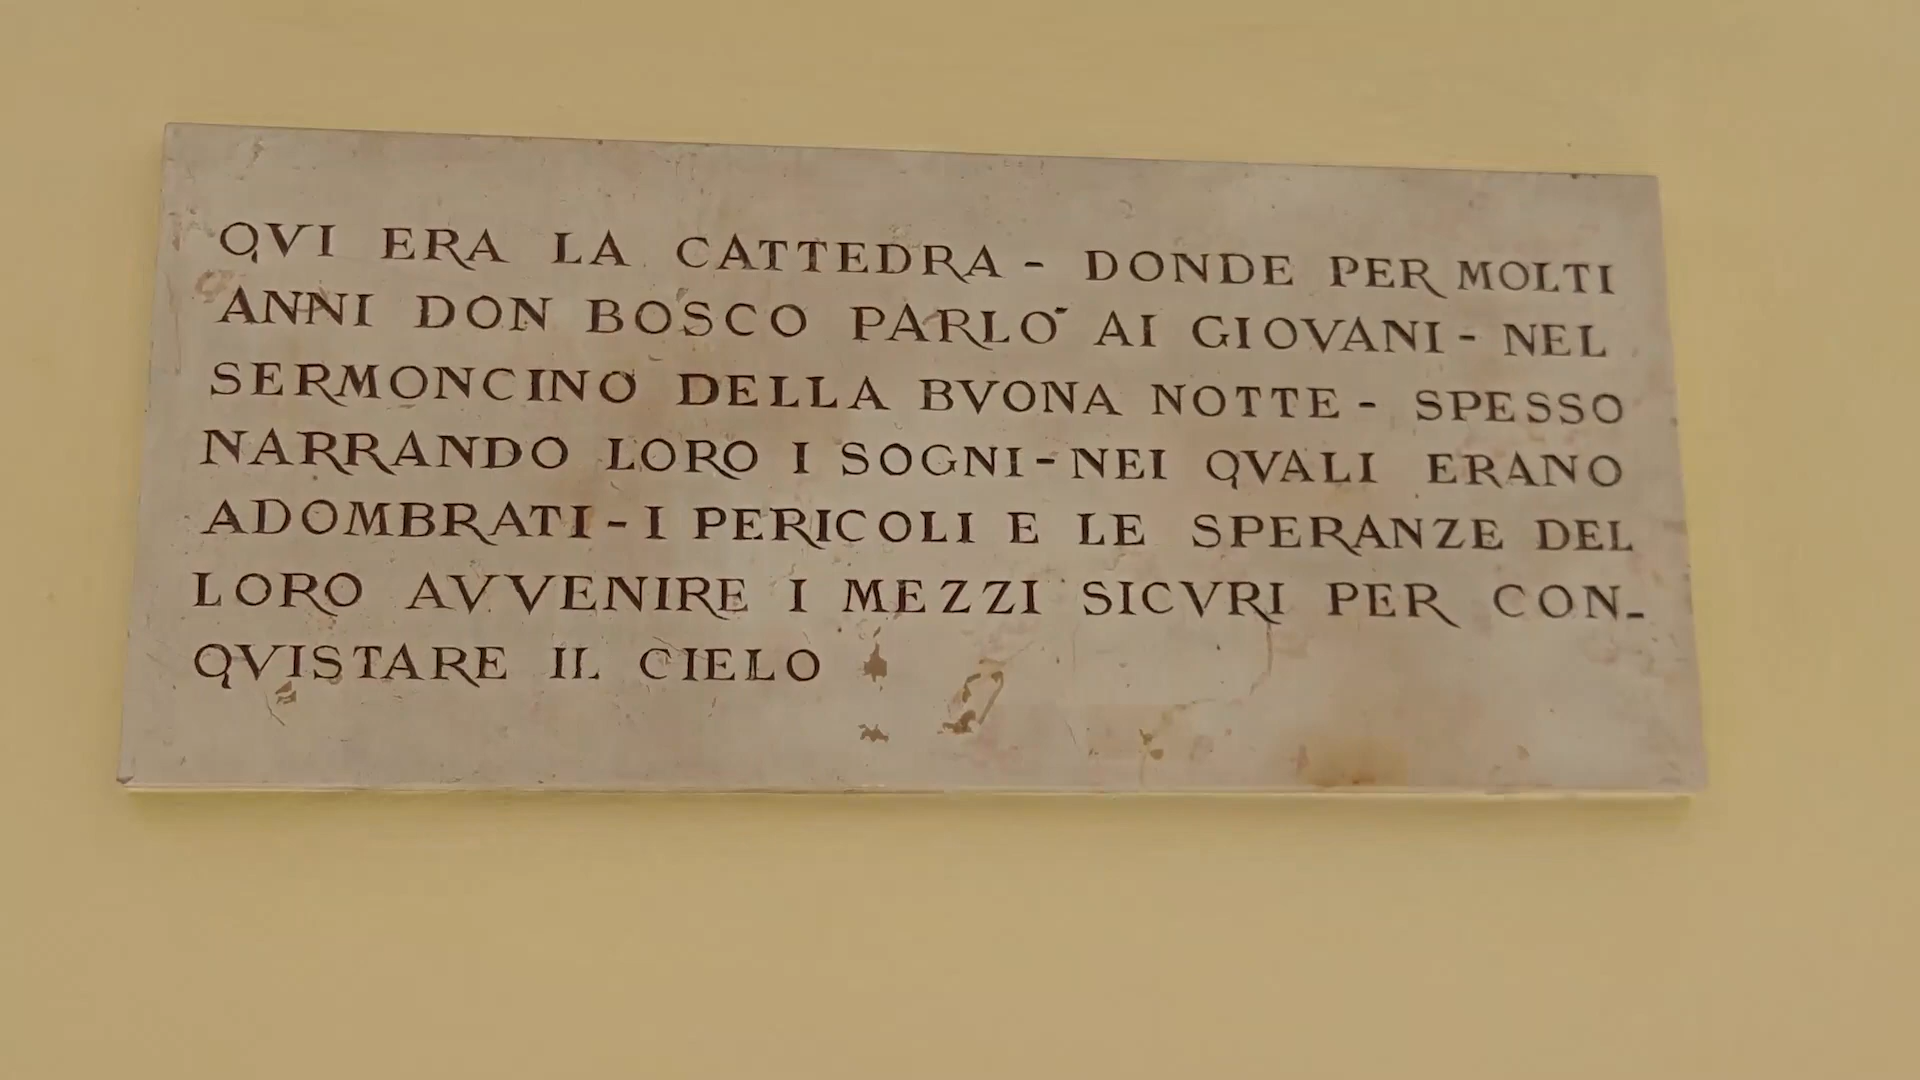 QVI ERA LA CATTEDRA - DONDE PER MOLTI
ANNI DON BOSCO PARLO' AI GIOVANI - NEL
SERMONCINO DELLA BVONA NOTTE - SPESSO
NARRANDO LORO I SOGNI - NEI QVALI ERANO
ADOMBRATI - I PERICOLI E LE SPERANZE DEL
LORO AVVENIRE I MEZZI SICVRI PER CON-
QVISTARE IL CIELO